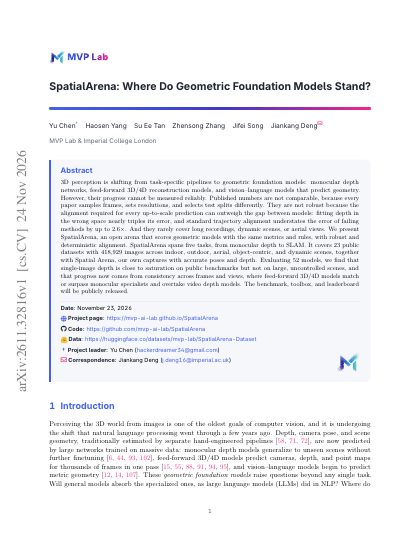 MVP Lab
SpatialArena: Where Do Geometric Foundation Models Stand?
Yu Chen* Haosen Yang Su Ee Tan Zhensong Zhang Jifei Song Jiankang Deng
MVP Lab & Imperial College London
Abstract
3D perception is shifting from task-specific pipelines to geometric foundation models: monocular depth
networks, feed-forward 3D/4D reconstruction models, and vision-language models that predict geometry.
However, their progress cannot be measured reliably. Published numbers are not comparable, because every
paper samples frames, sets resolutions, and selects test splits differently. They are not robust because the
alignment required for every up-to-scale prediction can outweigh the gap between models: fitting depth in
the wrong space nearly triples its error, and standard trajectory alignment understates the error of failing
methods by up to 2.6×. And they rarely cover long recordings, dynamic scenes, or aerial views. We present
SpatialArena, an open arena that scores geometric models with the same metrics and rules, with robust and
deterministic alignment. SpatialArena spans five tasks, from monocular depth to SLAM. It covers 23 public
datasets with 418,929 images across indoor, outdoor, aerial, object-centric, and dynamic scenes, together
with Spatial Arena, our own captures with accurate poses and depth. Evaluating 52 models, we find that
single-image depth is close to saturation on public benchmarks but not on large, uncontrolled scenes, and
that progress now comes from consistency across frames and views, where feed-forward 3D/4D models match
or surpass monocular specialists and overtake video depth models. The benchmark, toolbox, and leaderboard
will be publicly released.
Date: November 23, 2026
Project page: https://mvp-ai-lab.github.io/SpatialArena
Code: https://github.com/mvp-ai-lab/SpatialArena
Data: https://huggingface.co/datasets/mvp-lab/SpatialArena-Dataset
Project leader: Yu Chen (hackerdreamer34@gmail.com)
Correspondence: Jiankang Deng (j.deng16@imperial.ac.uk)
arXiv:2611.32816v1 [cs.CV] 24 Nov 2026
1 Introduction
Perceiving the 3D world from images is one of the oldest goals of computer vision, and it is undergoing
the shift that natural language processing went through a few years ago. Depth, camera pose, and scene
geometry, traditionally estimated by separate hand-engineered pipelines [58, 71, 72], are now predicted
by large networks trained on massive data: monocular depth models generalize to unseen scenes without
further finetuning [6, 44, 93, 102], feed-forward 3D/4D models predict cameras, depth, and point maps
for thousands of frames in one pass [15, 55, 88, 91, 94, 95], and vision-language models begin to predict
metric geometry [12, 14, 107]. These geometric foundation models raise questions beyond any single task.
Will general models absorb the specialized ones, as large language models (LLMs) did in NLP? Where do
1